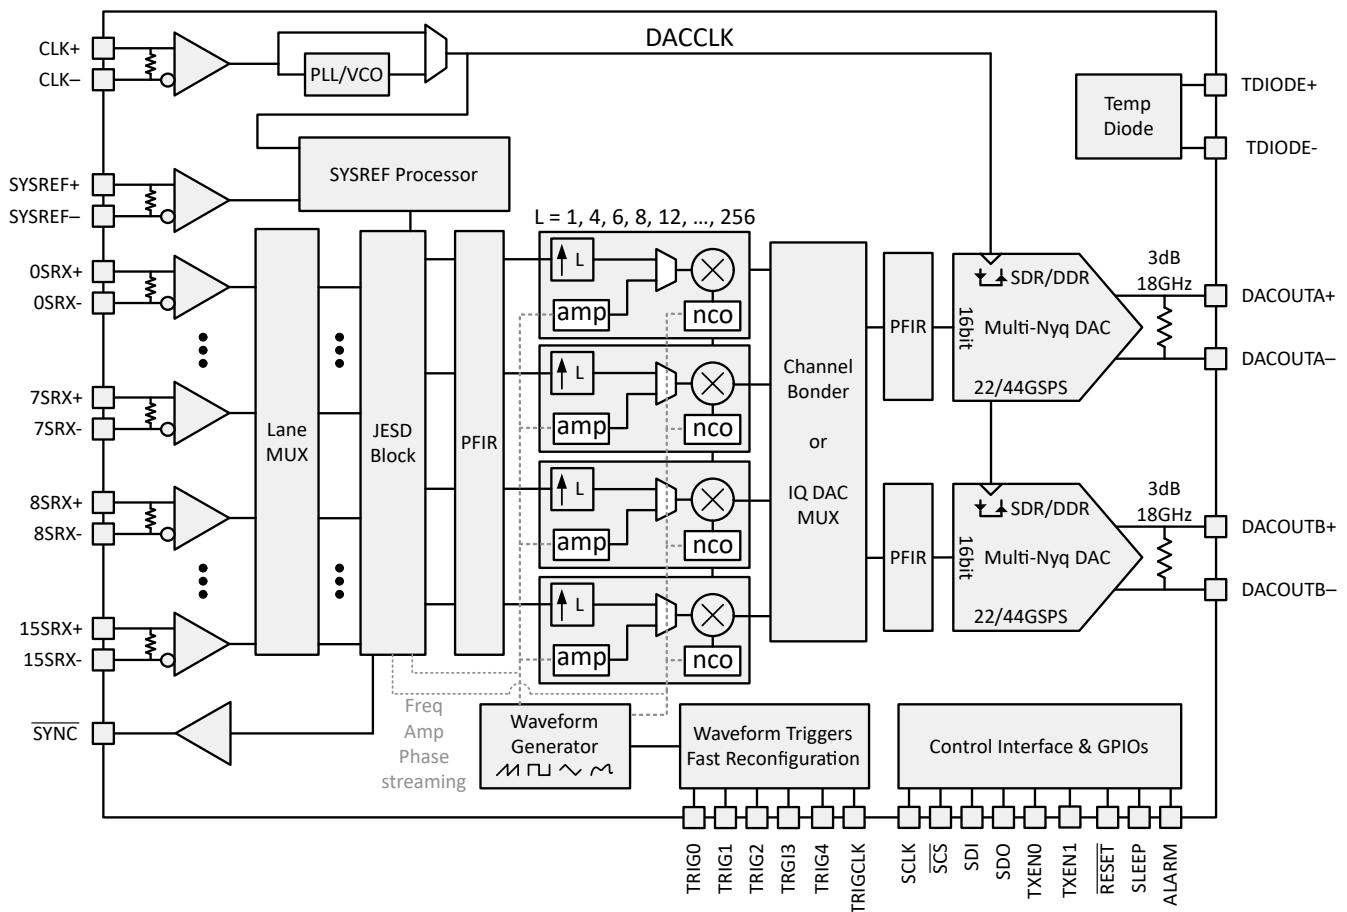 CLK+
CLK–
PLL/VCO
DACCLK
Temp
Diode
TDIODE+
TDIODE-
SYSREF+
SYSREF–
SYSREF Processor
L = 1, 4, 6, 8, 12, ..., 256
0SRX+
0SRX-
7SRX+
7SRX-
8SRX+
8SRX-
15SRX+
15SRX-
SYNC
Lane
MUX
JESD
Block
PFIR
L
amp
nco
L
amp
nco
L
amp
nco
L
amp
nco
Channel
Bonder
or
IQ DAC
MUX
PFIR
16bit
SDR/DDR
Multi-Nyq DAC
22/44GSPS
3dB
18GHz
DACOUTA+
DACOUTA–
PFIR
16bit
SDR/DDR
Multi-Nyq DAC
22/44GSPS
3dB
18GHz
DACOUTB+
DACOUTB–
Freq
Amp
Phase
streaming
Waveform
Generator
Waveform Triggers
Fast Reconfiguration
Control Interface & GPIOs
TRIG0
TRIG1
TRIG2
TRGI3
TRIG4
TRIGCLK
SCLK
SCS
SDI
SDO
TXEN0
TXEN1
RESET
SLEEP
ALARM